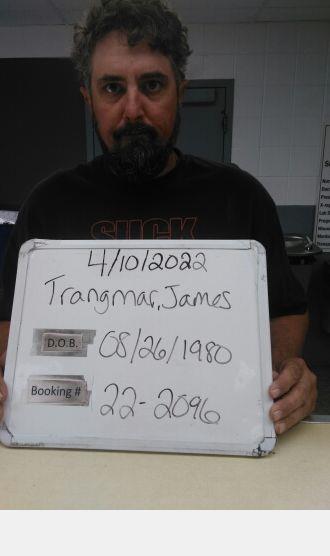 SUCK
4/10/2022
Trangmar, James
D.O.B. 08/26/1980
Booking # 22-2096